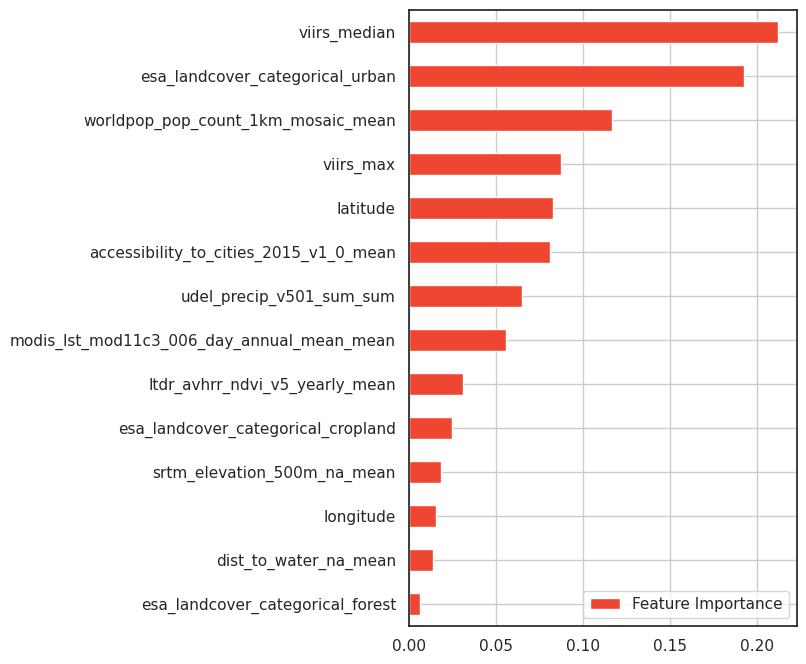 viirs_median
esa_landcover_categorical_urban
worldpop_pop_count_1km_mosaic_mean
viirs_max
latitude
accessibility_to_cities_2015_v1_0_mean
udel_precip_v501_sum_sum
modis_lst_mod11c3_006_day_annual_mean_mean
ltdr_avhrr_ndvi_v5_yearly_mean
esa_landcover_categorical_cropland
srtm_elevation_500m_na_mean
longitude
dist_to_water_na_mean
esa_landcover_categorical_forest
Feature Importance
0.00 0.05 0.10 0.15 0.20